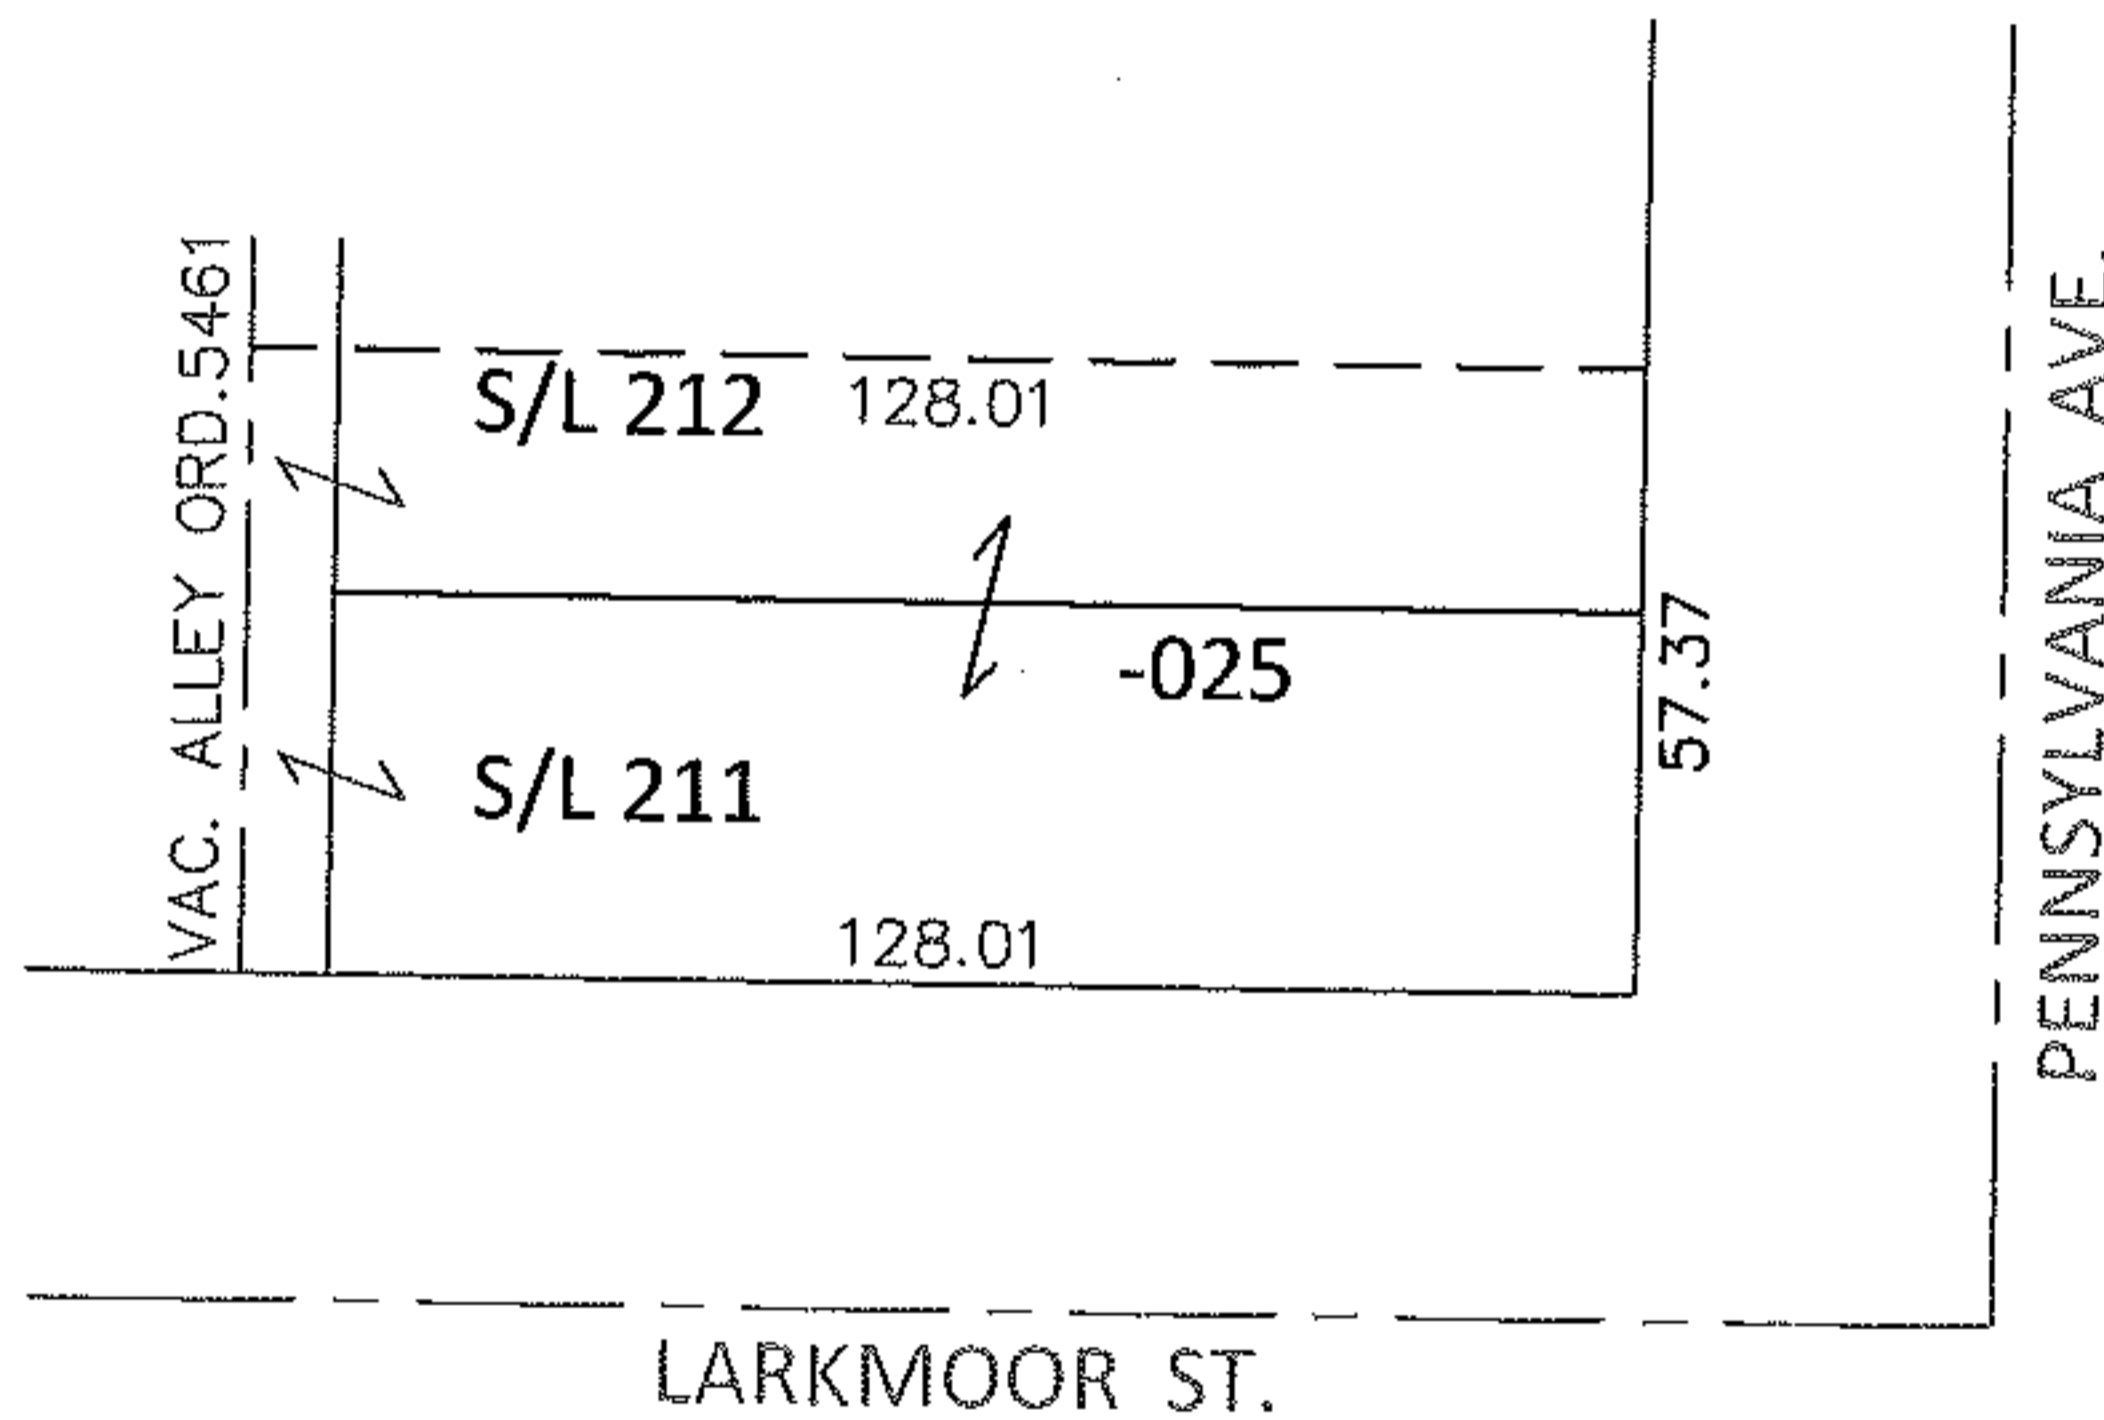 VAC. ALLEY ORD.5461
S/L 212
128.01
-025
57.37
S/L 211
128.01
PENNSYLVANIA AVE.
LARKMOOR ST.